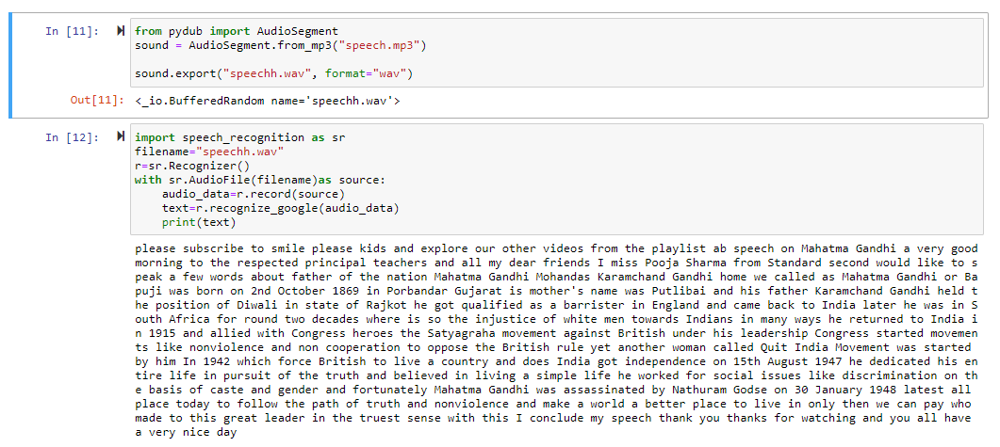 In [11]:
from pydub import AudioSegment
sound = AudioSegment.from_mp3("speech.mp3")
sound.export("speechh.wav", format="wav")
Out[11]: <_io.BufferedRandom name='speechh.wav'>
In [12]:
import speech_recognition as sr
filename="speechh.wav"
r=sr.Recognizer()
with sr.AudioFile(filename)as source:
    audio_data=r.record(source)
    text=r.recognize_google(audio_data)
    print(text)
please subscribe to smile please kids and explore our other videos from the playlist ab speech on Mahatma Gandhi a very good
morning to the respected principal teachers and all my dear friends I miss Pooja Sharma from Standard second would like to s
peak a few words about father of the nation Mahatma Gandhi Mohandas Karamchand Gandhi home we called as Mahatma Gandhi or Ba
puji was born on 2nd October 1869 in Porbandar Gujarat is mother's name was Putlibai and his father Karamchand Gandhi held t
he position of Diwali in state of Rajkot he got qualified as a barrister in England and came back to India later he was in S
outh Africa for round two decades where is so the injustice of white men towards Indians in many ways he returned to India i
n 1915 and allied with Congress heroes the Satyagraha movement against British under his leadership Congress started movemen
ts like nonviolence and non cooperation to oppose the British rule yet another woman called Quit India Movement was started
by him In 1942 which force British to live a country and does India got independence on 15th August 1947 he dedicated his en
tire life in pursuit of the truth and believed in living a simple life he worked for social issues like discrimination on th
e basis of caste and gender and fortunately Mahatma Gandhi was assassinated by Nathuram Godse on 30 January 1948 latest all
place today to follow the path of truth and nonviolence and make a world a better place to live in only then we can pay who
made to this great leader in the truest sense with this I conclude my speech thank you thanks for watching and you all have
a very nice day